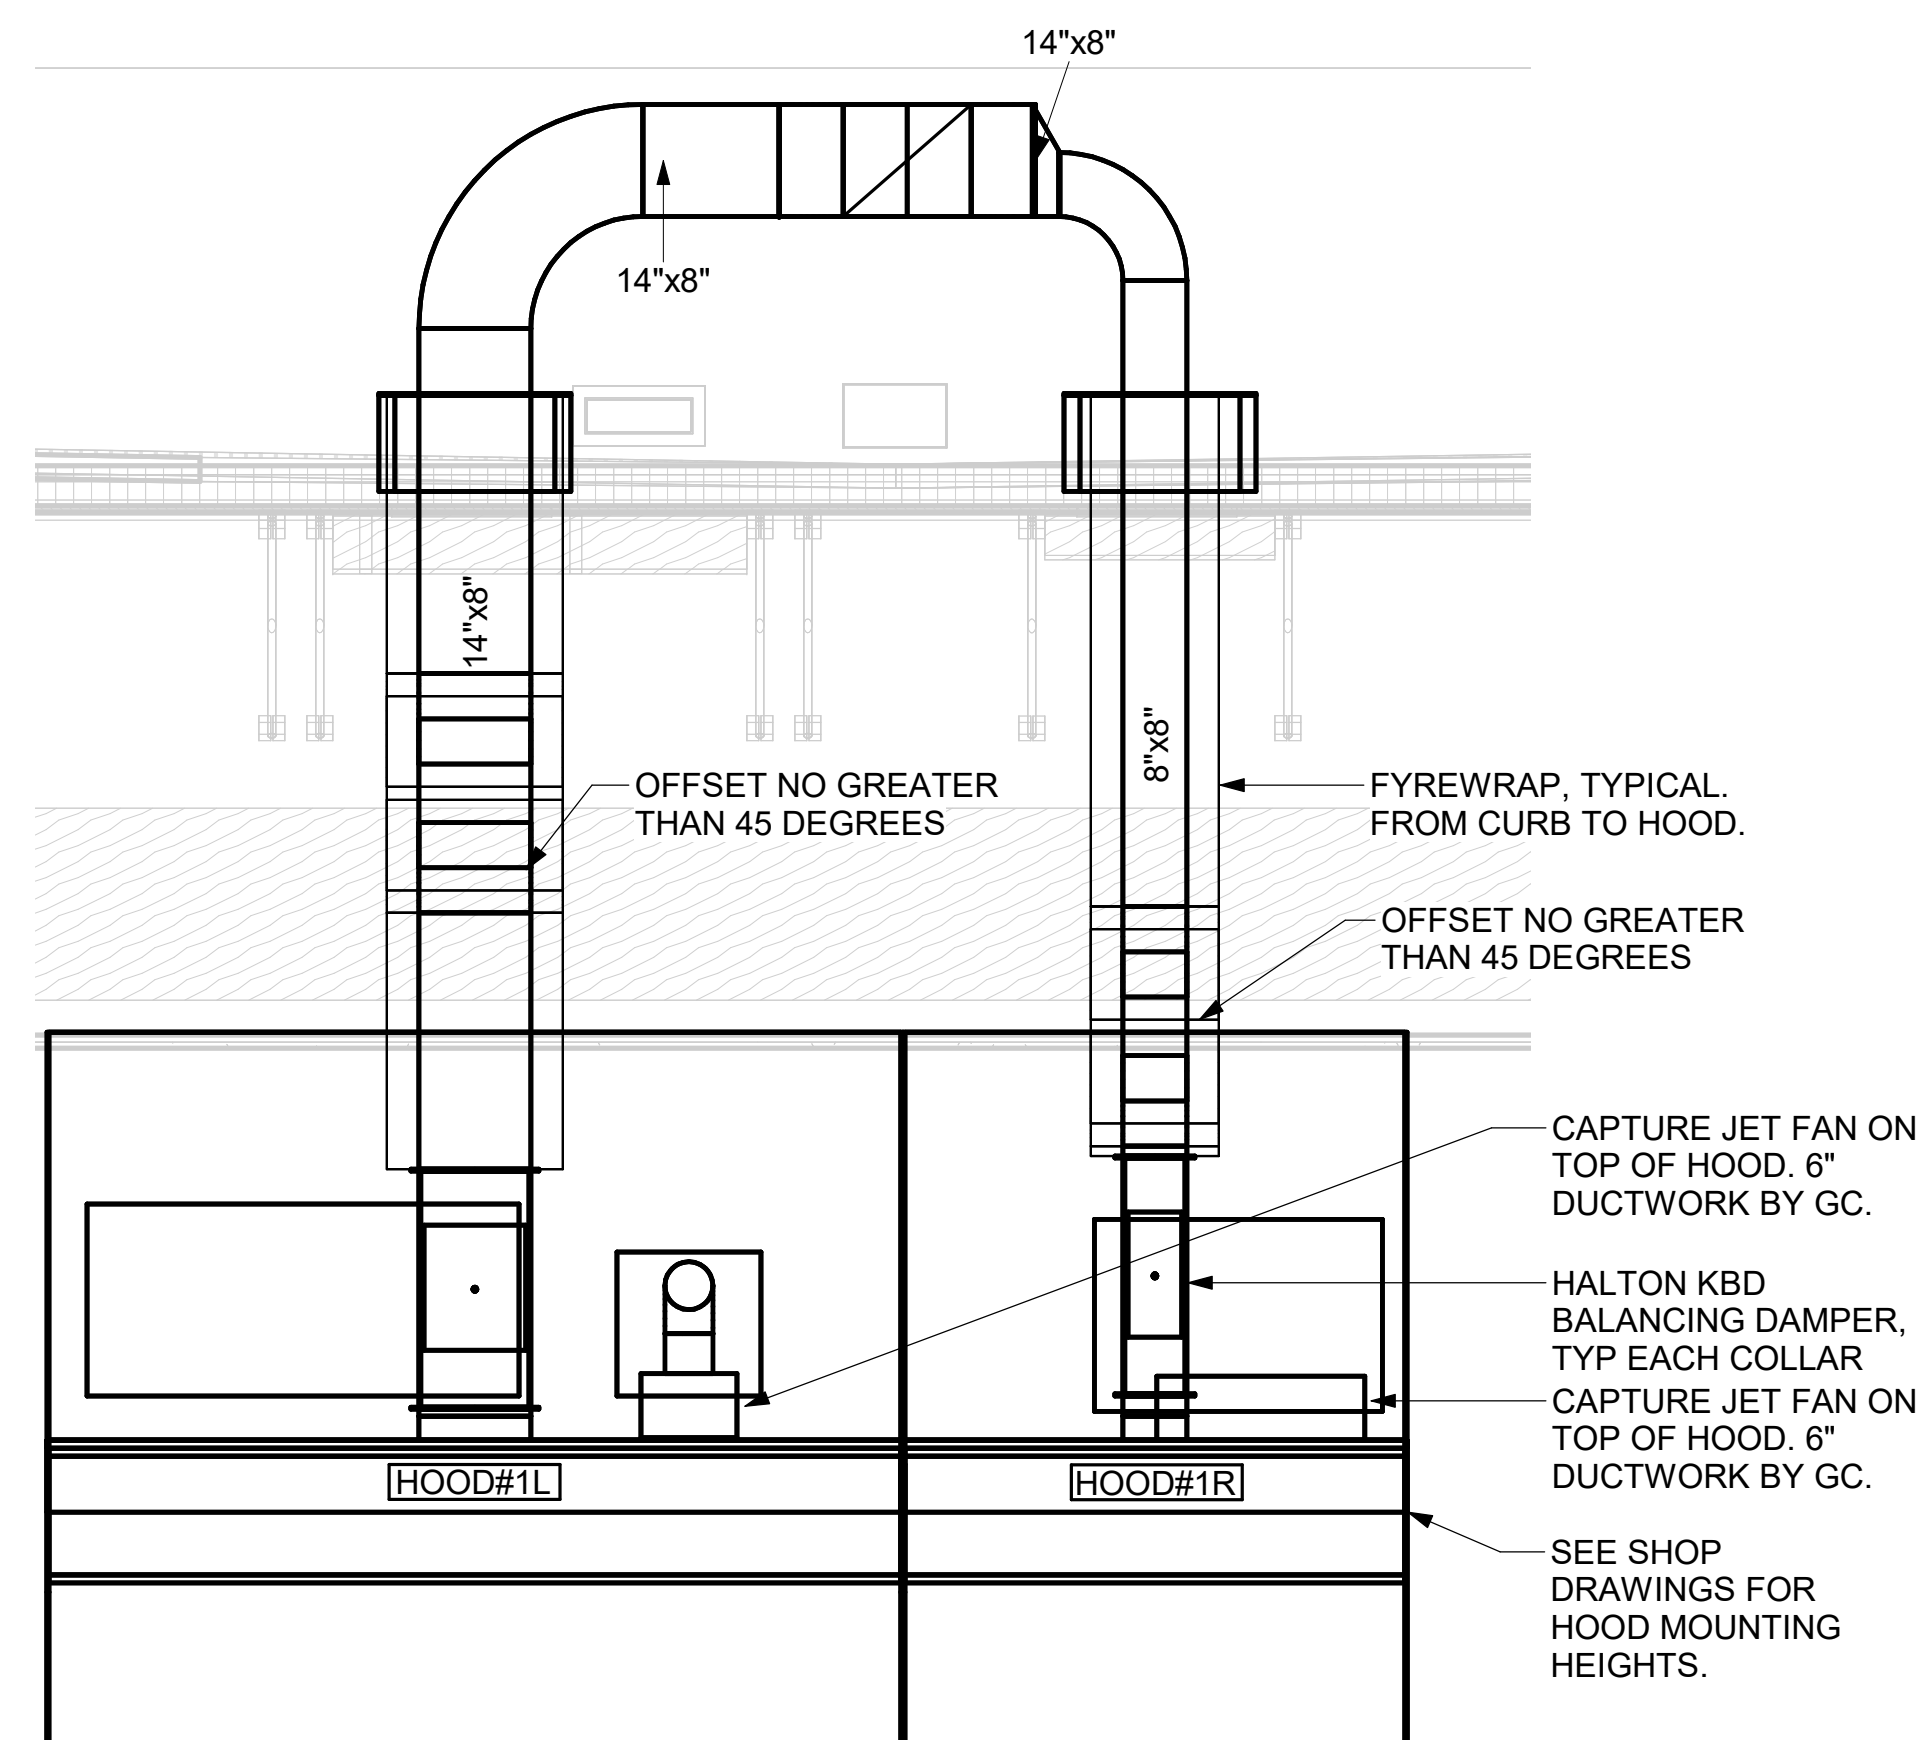 14"x8"
14"x8"
14"x8"
8"x8"
OFFSET NO GREATER
THAN 45 DEGREES
FYREWRAP, TYPICAL.
FROM CURB TO HOOD.
OFFSET NO GREATER
THAN 45 DEGREES
CAPTURE JET FAN ON
TOP OF HOOD. 6"
DUCTWORK BY GC.
HALTON KBD
BALANCING DAMPER,
TYP EACH COLLAR
CAPTURE JET FAN ON
TOP OF HOOD. 6"
DUCTWORK BY GC.
HOOD#1L
HOOD#1R
SEE SHOP
DRAWINGS FOR
HOOD MOUNTING
HEIGHTS.